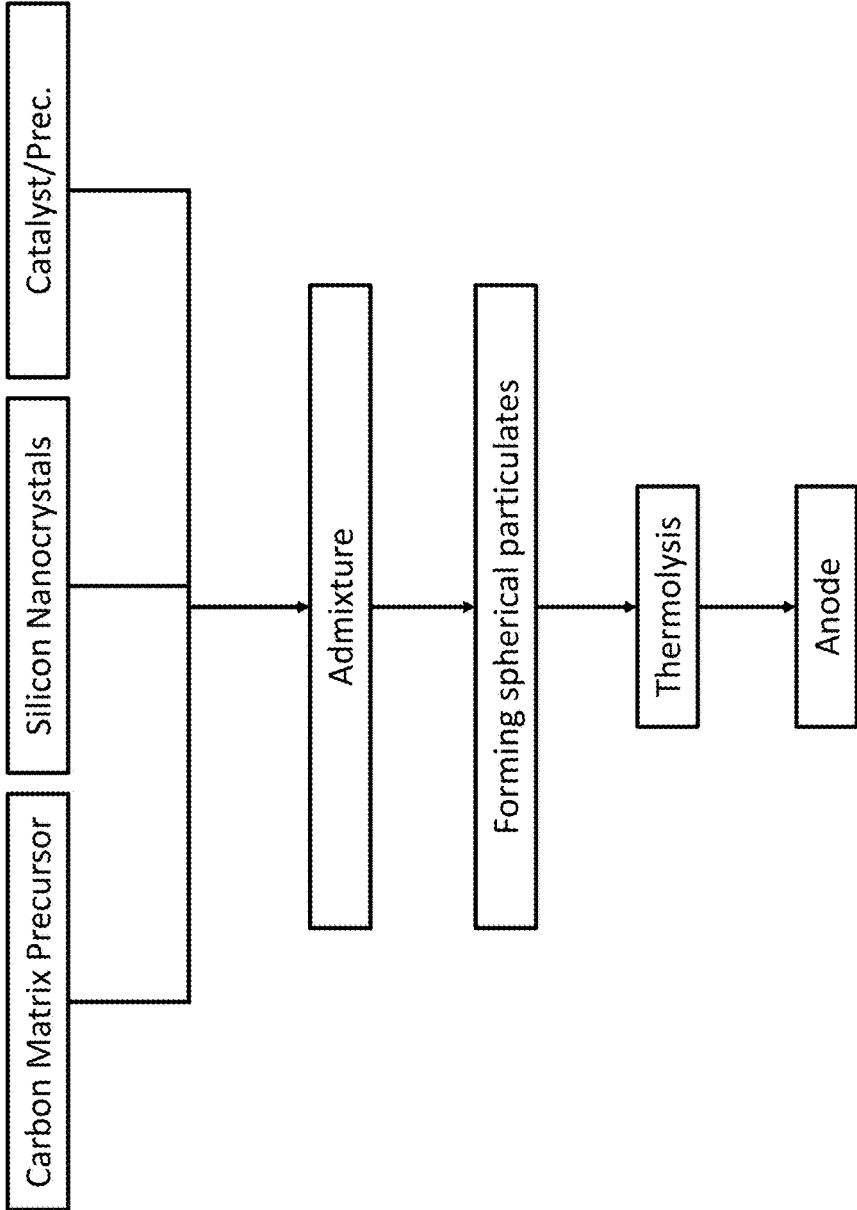 Carbon Matrix Precursor
Silicon Nanocrystals
Catalyst/Prec.
Admixture
Forming spherical particulates
Thermolysis
Anode